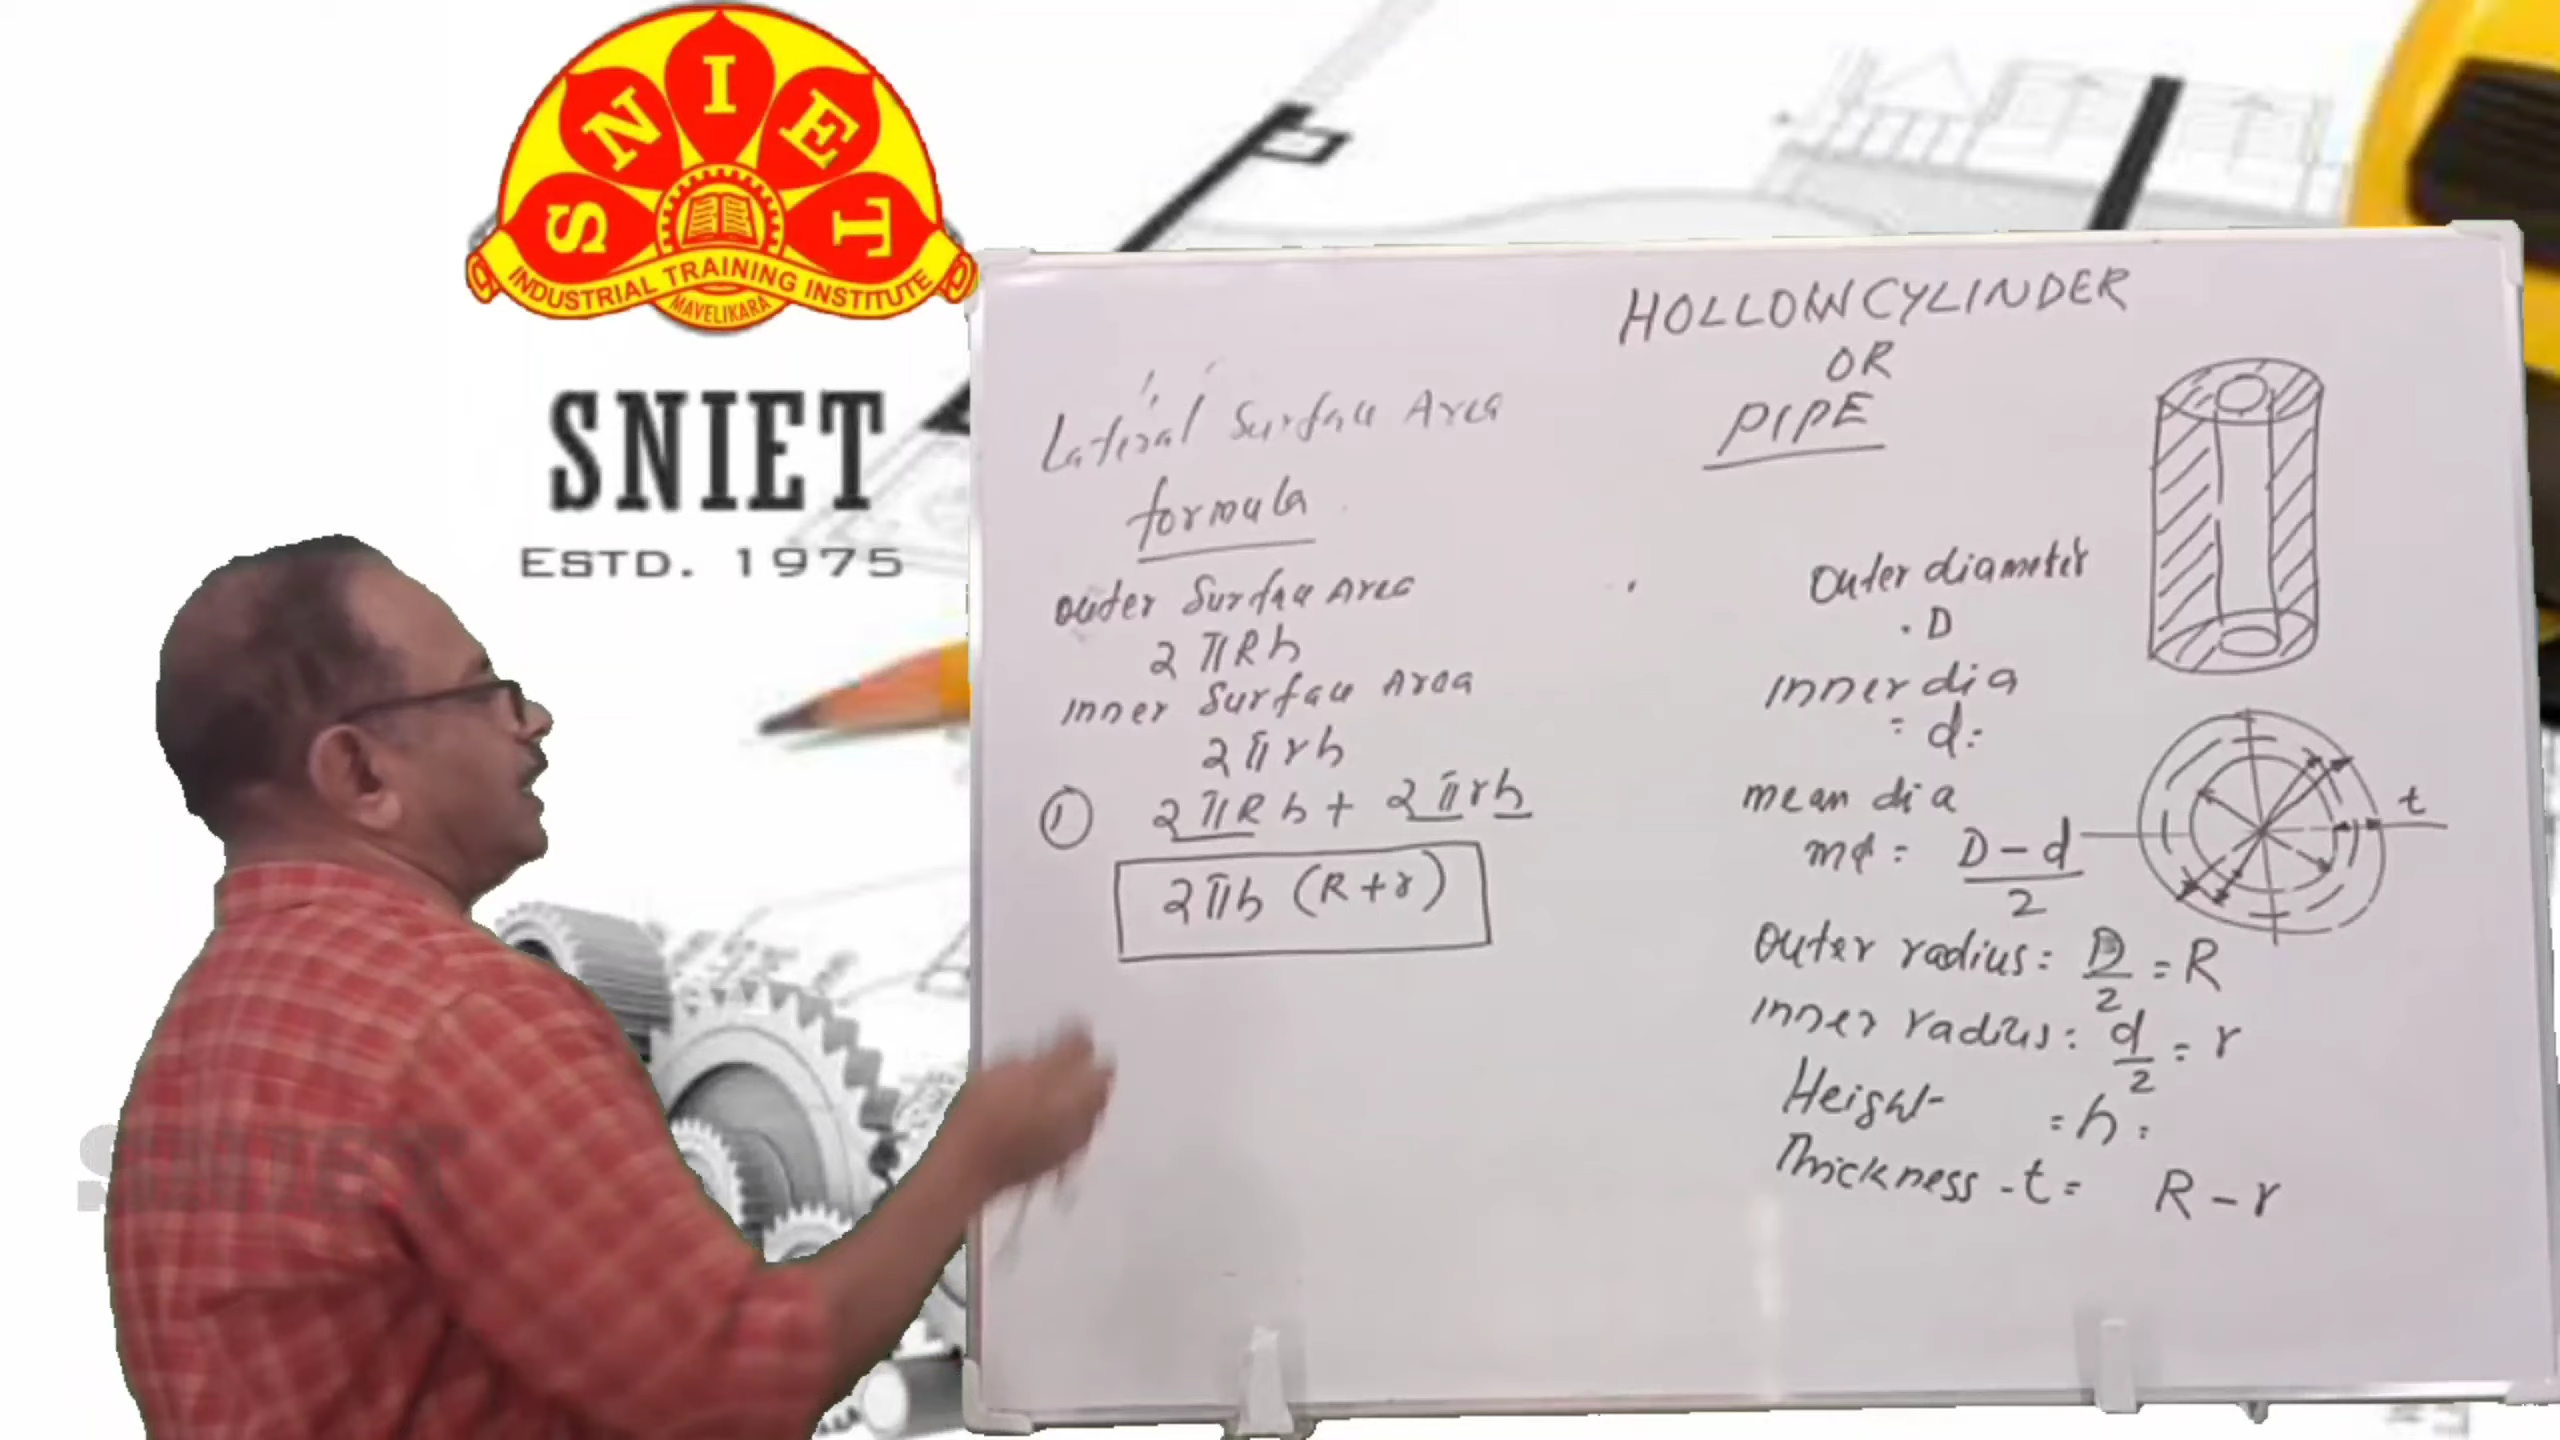 SNIET
INDUSTRIAL TRAINING INSTITUTE
MAVELIKARA
SNIET
ESTD. 1975
HOLLOW CYLINDER
OR
PIPE
Lateral Surface Area
formula
Outer Surface Area
2πRh
Inner Surface Area
2πrh
① 2πRh + 2πrh
2πh (R+r)
Outer diameter
. D
Inner dia
= d:
mean dia
md = D - d / 2
Outer radius = D/2 = R
Inner radius = d/2 = r
Height = h :
Thickness - t = R - r
t